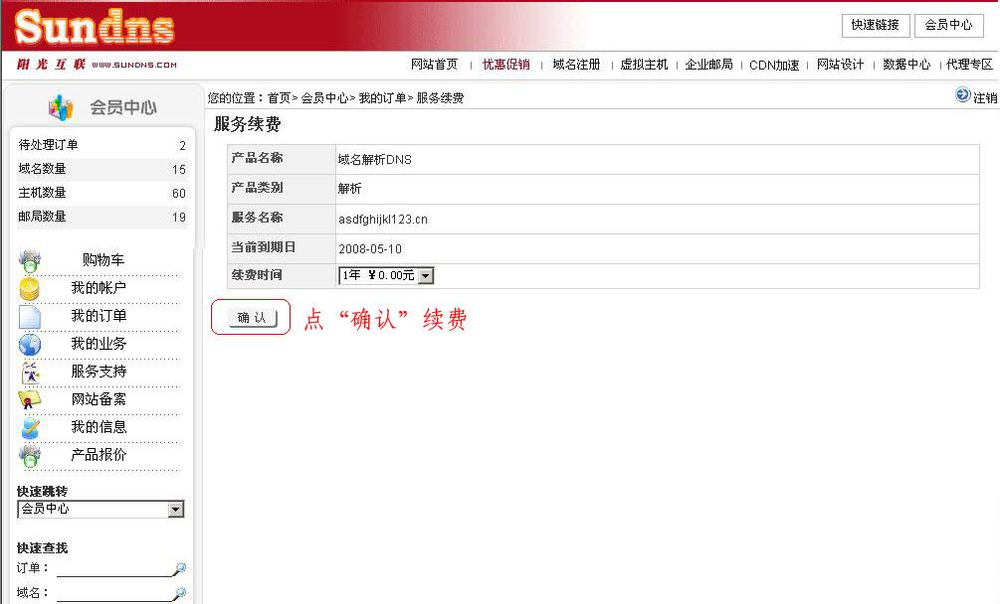 Sundns
快速链接 会员中心
阳光互联 www.sundns.com
网站首页 | 优惠促销 | 域名注册 | 虚拟主机 | 企业邮局 | CDN加速 | 网站设计 | 数据中心 | 代理专区
会员中心
您的位置：首页> 会员中心> 我的订单> 服务续费
注销
待处理订单 2
域名数量 15
主机数量 60
邮局数量 19
购物车
我的帐户
我的订单
我的业务
服务支持
网站备案
我的信息
产品报价
快速跳转
会员中心
快速查找
订单：
域名：
服务续费
产品名称 域名解析DNS
产品类别 解析
服务名称 asdfghijkl123.cn
当前到期日 2008-05-10
续费时间 1年 ￥0.00元
确 认
点“确认”续费